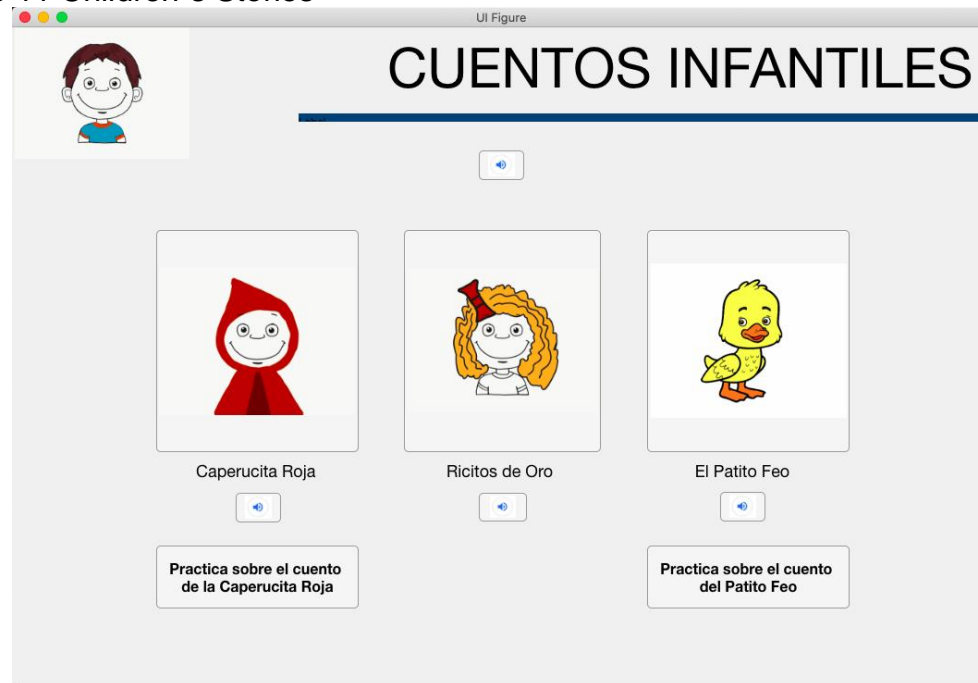 UI Figure
CUENTOS INFANTILES
Caperucita Roja
Ricitos de Oro
El Patito Feo
Practica sobre el cuento
de la Caperucita Roja
Practica sobre el cuento
del Patito Feo